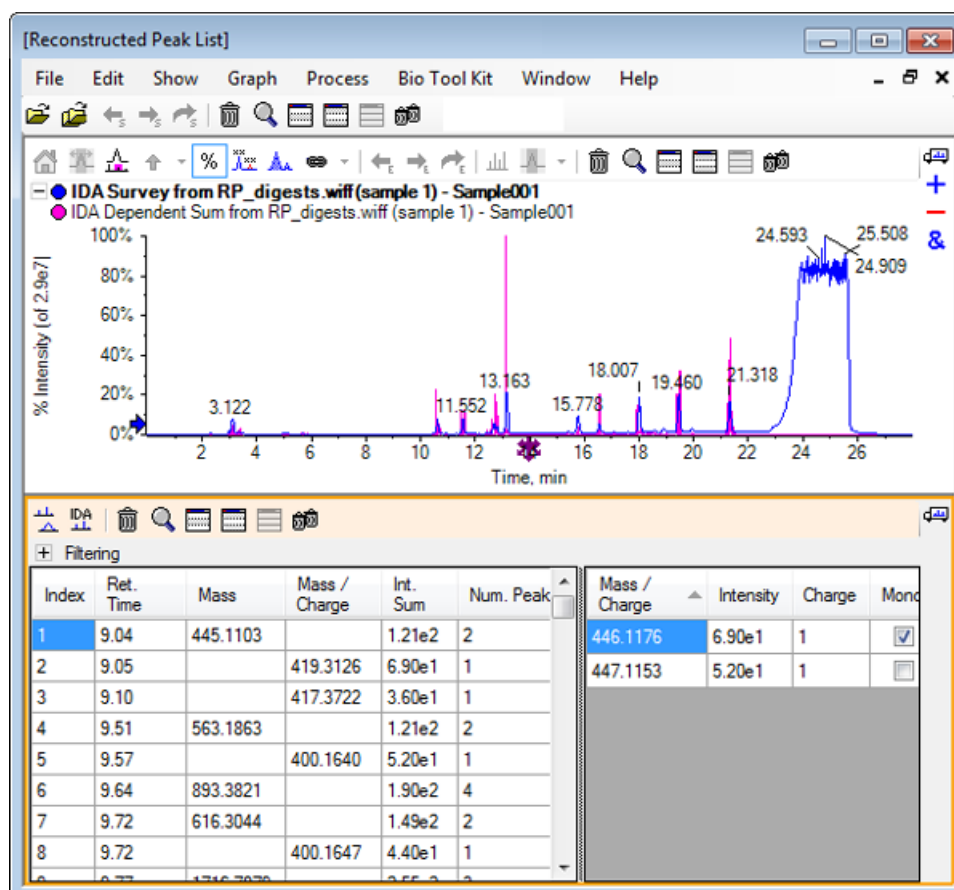 [Reconstructed Peak List]
File Edit Show Graph Process Bio Tool Kit Window Help
%
IDA Survey from RP_digests.wiff (sample 1) - Sample001
IDA Dependent Sum from RP_digests.wiff (sample 1) - Sample001
% Intensity (of 2.9e7)
100%
80%
60%
40%
20%
0%
3.122
11.552
13.163
15.778
18.007
19.460
21.318
24.593
25.508
24.909
2 4 6 8 10 12 16 18 20 22 24 26
Time, min
+
&
IDA
Filtering
Index Ret. Time Mass Mass / Charge Int. Sum Num. Peak
1 9.04 445.1103 1.21e2 2
2 9.05 419.3126 6.90e1 1
3 9.10 417.3722 3.60e1 1
4 9.51 563.1863 1.21e2 2
5 9.57 400.1640 5.20e1 1
6 9.64 893.3821 1.90e2 4
7 9.72 616.3044 1.49e2 2
8 9.72 400.1647 4.40e1 1
Mass / Charge Intensity Charge Mono
446.1176 6.90e1 1
447.1153 5.20e1 1